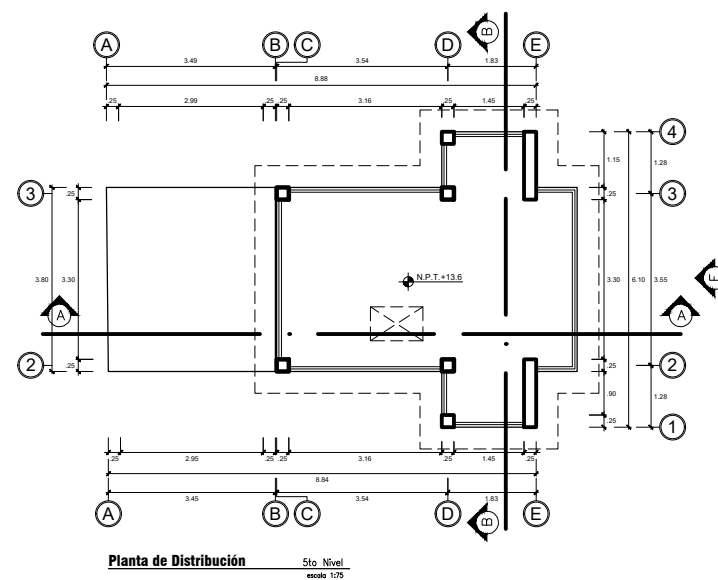 B
A B C D E
3.49 3.54 1.83
8.88
.25 2.99 .25 .25 3.16 .25 1.45 .25
4
1.15 1.28
3 .25 .25 3
N.P.T.+13.6
3.80 3.30 3.30 6.10 3.55
F
A A
2 .25 .25 2
.90 1.28
.25 1
.25 2.95 .25 .25 3.16 .25 1.45 .25
8.84
3.45 3.54 1.83
A B C D B E
Planta de Distribución 5to Nivel
escala 1:75